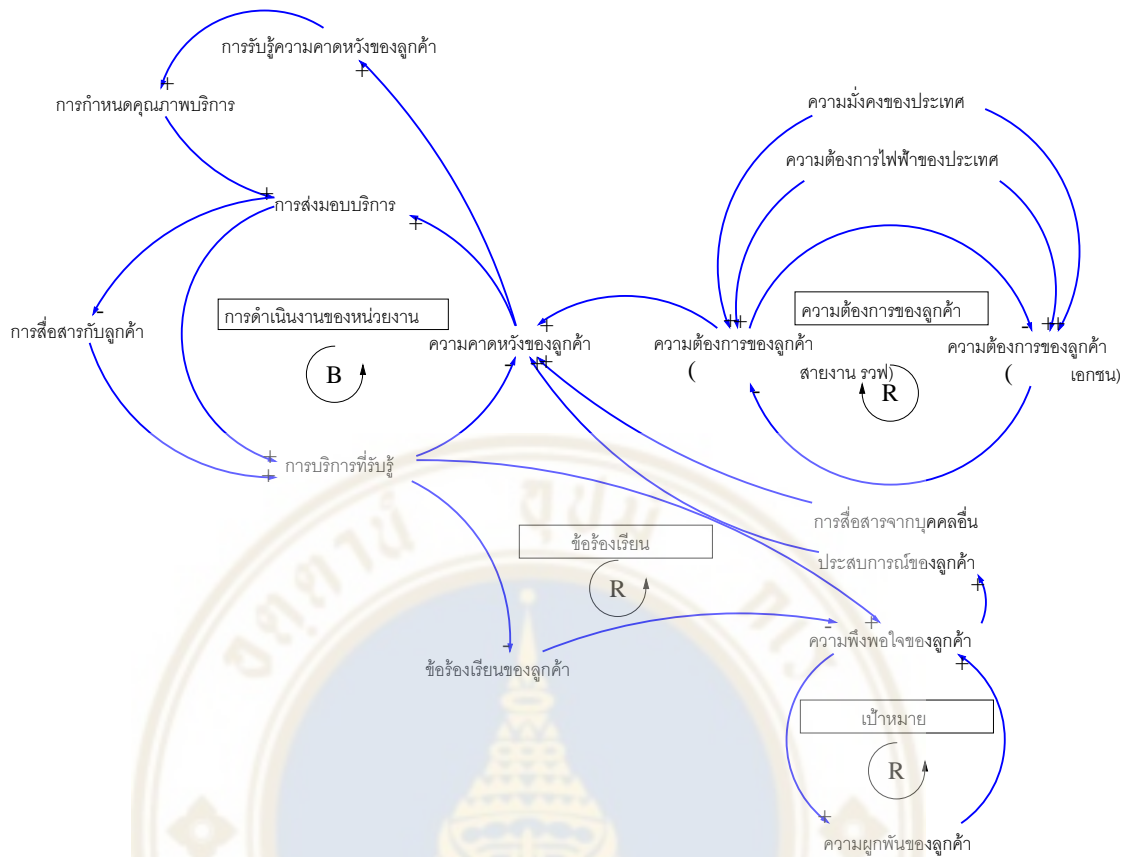 การรับรู้ความคาดหวังของลูกค้า
+
+
การกำหนดคุณภาพบริการ
ความมั่งคงของประเทศ
ความต้องการไฟฟ้าของประเทศ
+
การส่งมอบบริการ
+
การดำเนินงานของหน่วยงาน
ความต้องการของลูกค้า
-
การสื่อสารกับลูกค้า
B
+
ความคาดหวังของลูกค้า
- + +
++
ความต้องการของลูกค้า
( สายงาน รวฟ)
-
R
- ++
ความต้องการของลูกค้า
( เอกชน)
+
+
การบริการที่รับรู้
การสื่อสารจากบุคคลอื่น
ข้อร้องเรียน
R
ประสบการณ์ของลูกค้า
+
- +
ความพึงพอใจของลูกค้า
+
-
ข้อร้องเรียนของลูกค้า
เป้าหมาย
R
+
ความผูกพันของลูกค้า